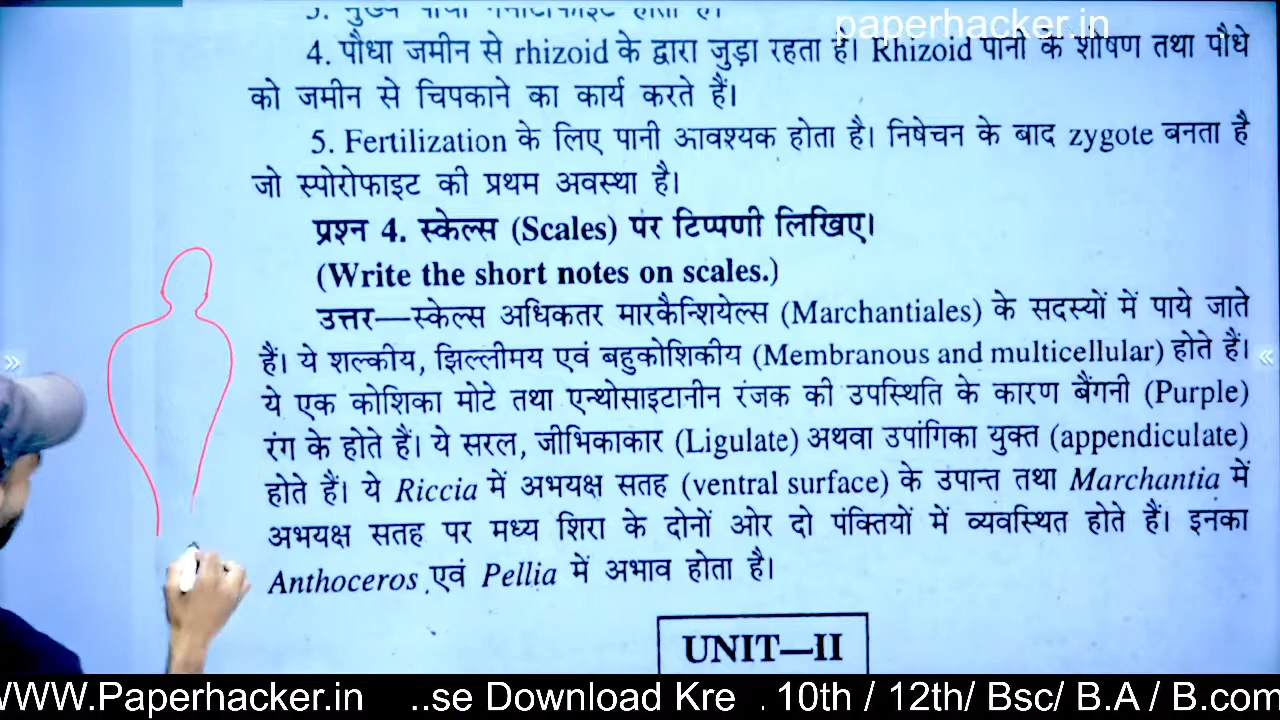 paperhacker.in
4. पौधा जमीन से rhizoid के द्वारा जुड़ा रहता है। Rhizoid पानी के शोषण तथा पौधे
को जमीन से चिपकाने का कार्य करते हैं।
5. Fertilization के लिए पानी आवश्यक होता है। निषेचन के बाद zygote बनता है
जो स्पोरोफाइट की प्रथम अवस्था है।
प्रश्न 4. स्केल्स (Scales) पर टिप्पणी लिखिए।
(Write the short notes on scales.)
उत्तर—स्केल्स अधिकतर मारकैन्शियेल्स (Marchantiales) के सदस्यों में पाये जाते
हैं। ये शल्कीय, झिल्लीमय एवं बहुकोशिकीय (Membranous and multicellular) होते हैं।
ये एक कोशिका मोटे तथा एन्थोसाइटानीन रंजक की उपस्थिति के कारण बैंगनी (Purple)
रंग के होते हैं। ये सरल, जीभिकाकार (Ligulate) अथवा उपांगिका युक्त (appendiculate)
होते हैं। ये Riccia में अभयक्ष सतह (ventral surface) के उपान्त तथा Marchantia में
अभयक्ष सतह पर मध्य शिरा के दोनों ओर दो पंक्तियों में व्यवस्थित होते हैं। इनका
Anthoceros एवं Pellia में अभाव होता है।
UNIT—II
WWW.Paperhacker.in ..se Download Kre . 10th / 12th/ Bsc/ B.A / B.com